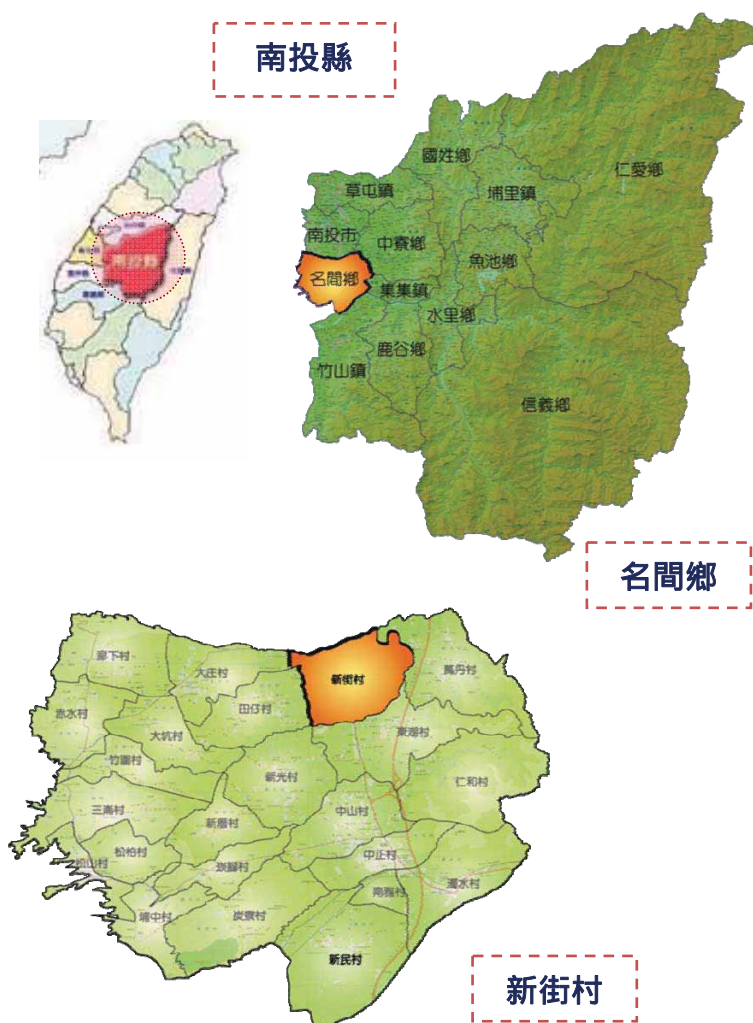 南投縣
國姓鄉
仁愛鄉
草屯鎮
埔里鎮
南投市
中寮鄉
魚池鄉
名間鄉
集集鎮
水里鄉
鹿谷鄉
竹山鎮
信義鄉
南投縣
名間鄉
廍下村
大庄村
新街村
萬丹村
赤水村
田仔村
大坑村
東湖村
竹圍村
新光村
仁和村
三崙村
中山村
新厝村
松柏村
中正村
松山村
崁腳村
濁水村
南雅村
埔中村
炭寮村
新民村
新街村